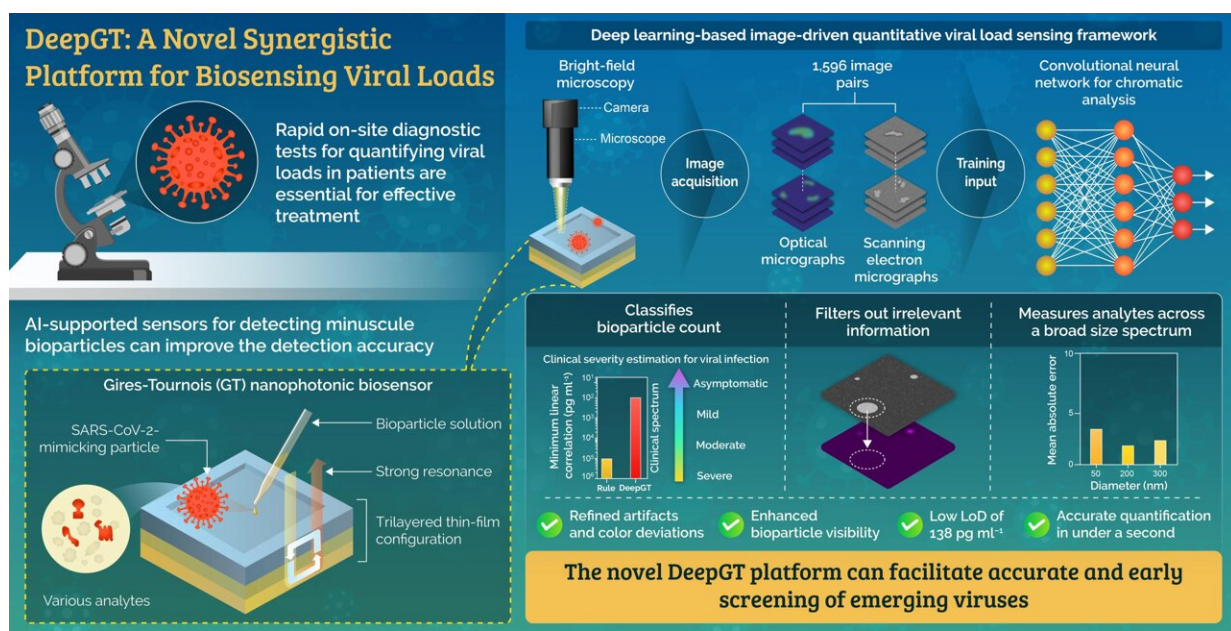 DeepGT: A Novel Synergistic
Platform for Biosensing Viral Loads
Rapid on-site diagnostic
tests for quantifying viral
loads in patients are
essential for effective
treatment
AI-supported sensors for detecting minuscule
bioparticles can improve the detection accuracy
Gires-Tournois (GT) nanophotonic biosensor
SARS-CoV-2-
mimicking particle
Bioparticle solution
Strong resonance
Trilayered thin-film
configuration
Various analytes
Deep learning-based image-driven quantitative viral load sensing framework
Bright-field
microscopy
Camera
Microscope
Image
acquisition
1,596 image
pairs
Optical
micrographs
Scanning
electron
micrographs
Training
input
Convolutional neural
network for chromatic
analysis
Classifies
bioparticle count
Clinical severity estimation for viral infection
Minimum linear
correlation (pg ml⁻¹)
10¹
10²
10³
10⁴
10⁵
10⁶
Rule
DeepGT
Clinical spectrum
Asymptomatic
Mild
Moderate
Severe
Filters out irrelevant
information
Measures analytes across
a broad size spectrum
Mean absolute error
10
5
0
50
200
300
Diameter (nm)
Refined artifacts
and color deviations
Enhanced
bioparticle visibility
Low LoD of
138 pg ml⁻¹
Accurate quantification
in under a second
The novel DeepGT platform can facilitate accurate and early
screening of emerging viruses